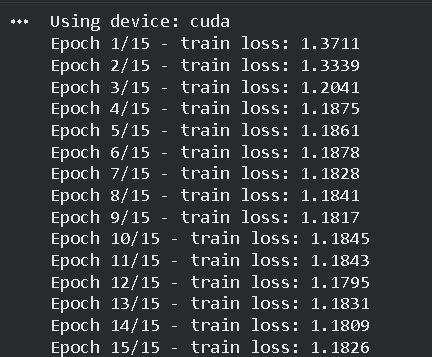 ••• Using device: cuda
Epoch 1/15 - train loss: 1.3711
Epoch 2/15 - train loss: 1.3339
Epoch 3/15 - train loss: 1.2041
Epoch 4/15 - train loss: 1.1875
Epoch 5/15 - train loss: 1.1861
Epoch 6/15 - train loss: 1.1878
Epoch 7/15 - train loss: 1.1828
Epoch 8/15 - train loss: 1.1841
Epoch 9/15 - train loss: 1.1817
Epoch 10/15 - train loss: 1.1845
Epoch 11/15 - train loss: 1.1843
Epoch 12/15 - train loss: 1.1795
Epoch 13/15 - train loss: 1.1831
Epoch 14/15 - train loss: 1.1809
Epoch 15/15 - train loss: 1.1826